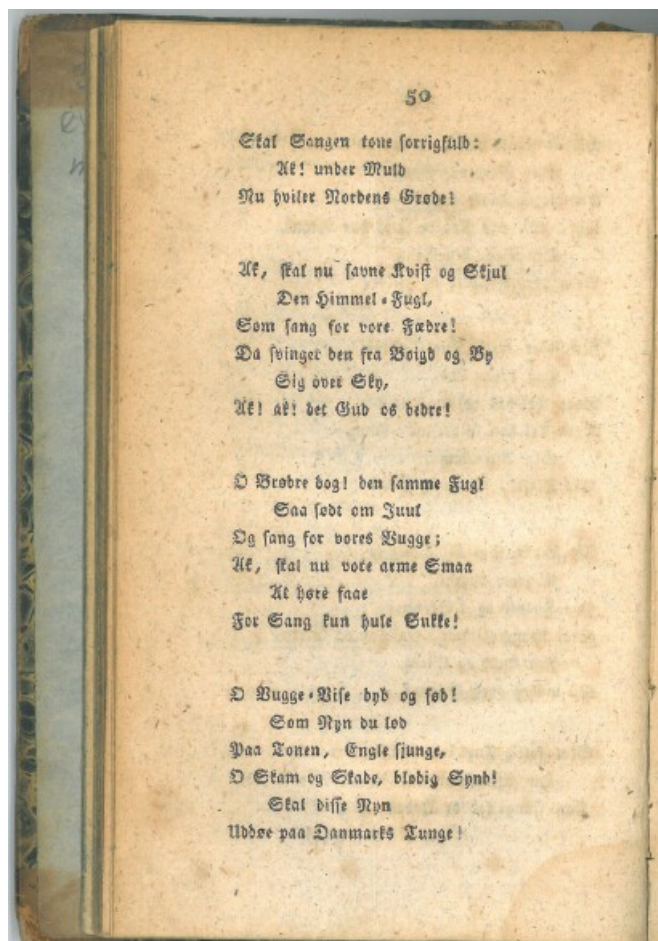 50
Skal Sangen tone sorrigfuld:
Ak! under Muld
Nu hviler Nordens Grøde!
Ak, skal nu savne Kvist og Skjul
Den Himmel-Fugl,
Som sang for vore Fædre!
Da svinger den fra Boigd og By
Sig over Sky,
Ak! ak! det Gud os bedre!
O Brødre dog! den samme Fugl
Saa sødt om Juul
Og sang for vores Vugge;
Ak, skal nu vore arme Smaa
At høre faae
For Sang kun hule Sukke!
O Vugge-Vise dyb og sød!
Som Nyn du lød
Paa Tonen, Engle sjunge,
O Skam og Skade, blodig Synd!
Skal disse Nyn
Uddøe paa Danmarks Tunge!